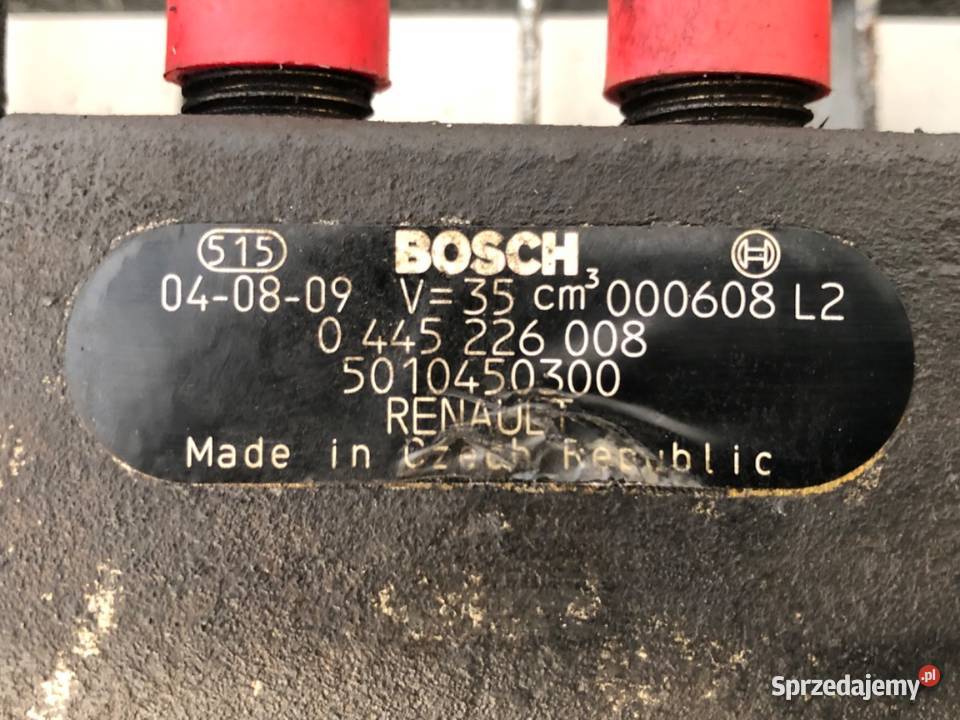 515 BOSCH
04-08-09 V=35 cm³ 000608 L2
0 445 226 008
5010450300
RENAULT
Made in Czech Republic
Sprzedajemy.pl